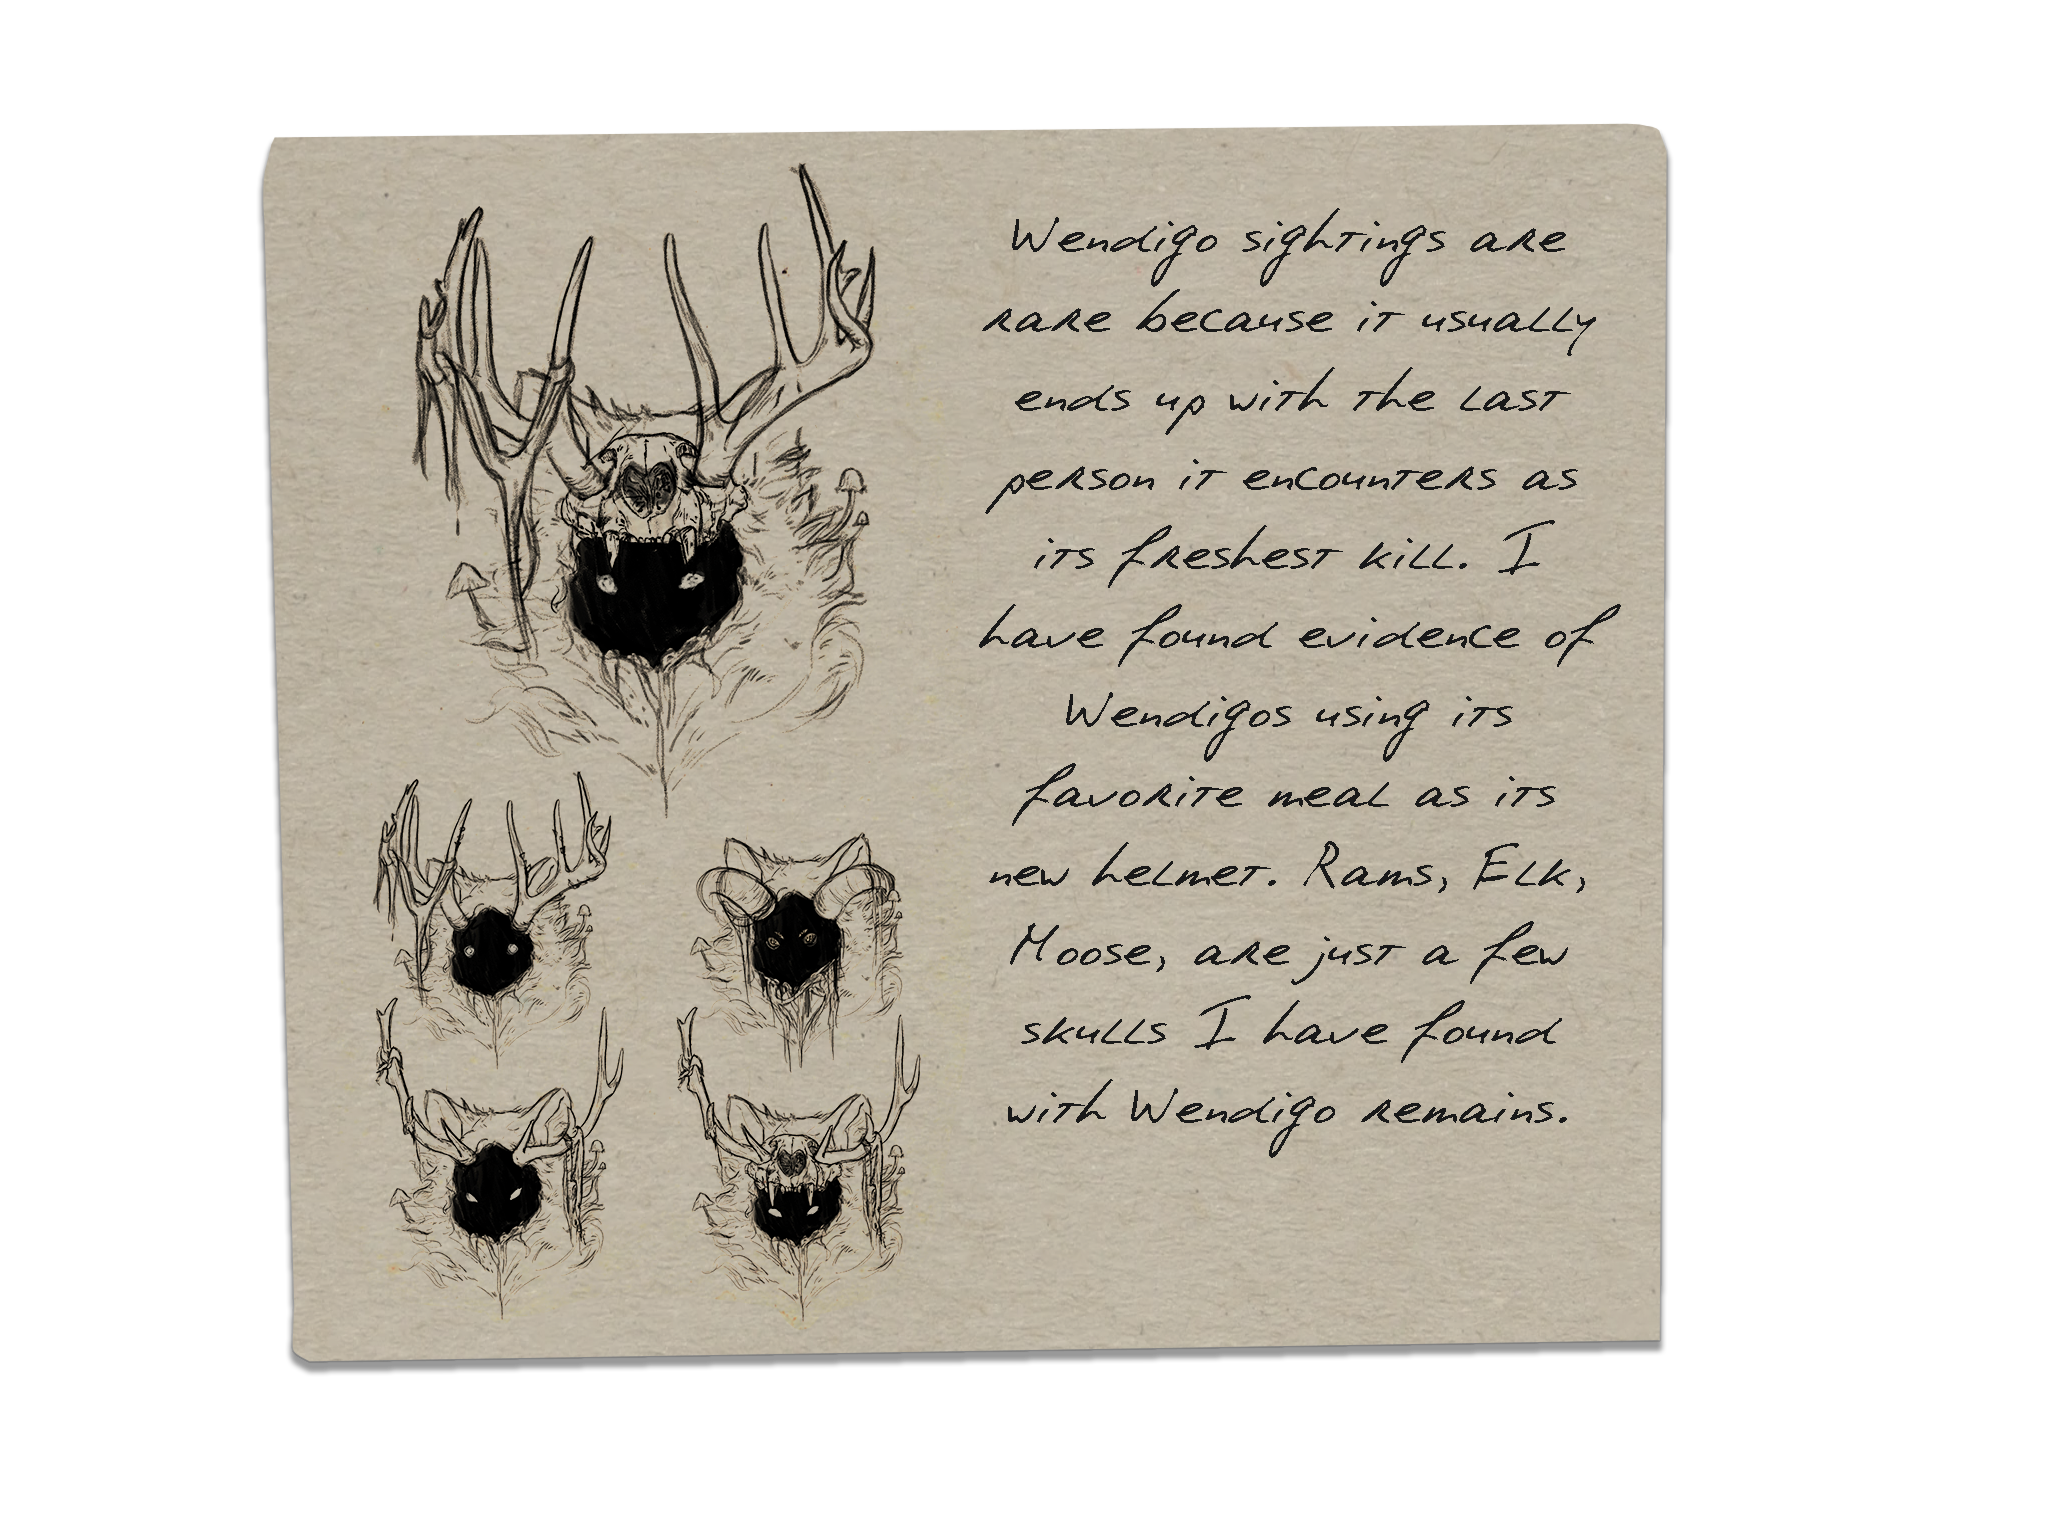 Wendigo sightings are
rare because it usually
ends up with the last
person it encounters as
its freshest kill. I
have found evidence of
Wendigos using its
favorite meal as its
new helmet. Rams, Elk,
Moose, are just a few
skulls I have found
with Wendigo remains.